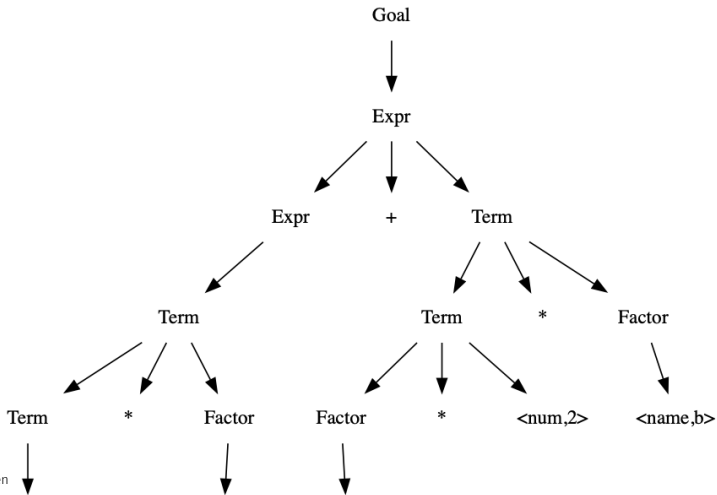 Goal
Expr
Expr + Term
Term Term * Factor
Term * Factor Factor * <num,2> <name,b>